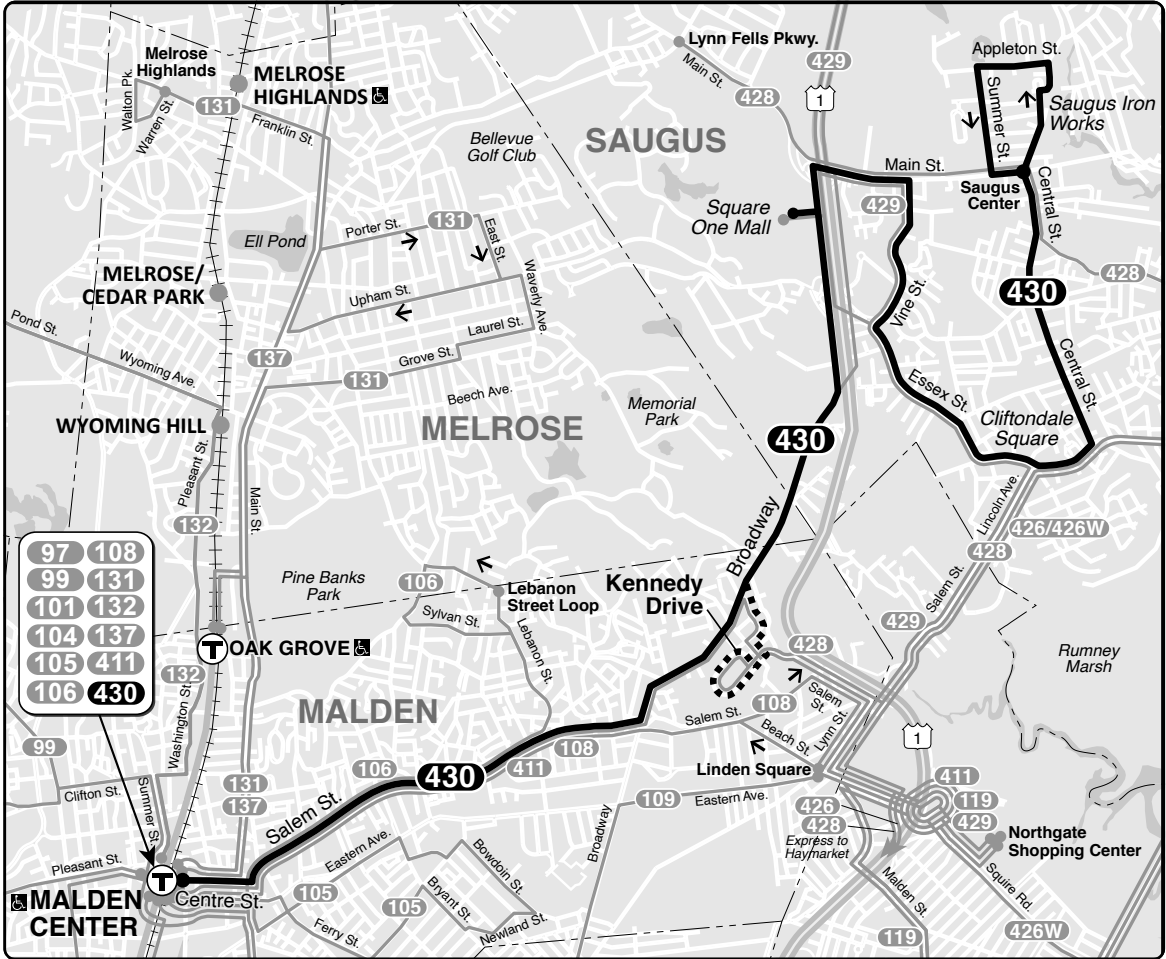 Appleton St.
Lynn Fells Pkwy.
Melrose
Highlands
429
Main St.
MELROSE
HIGHLANDS
Summer St.
Walton Pk.
428
1
Saugus Iron
Works
131
Warren St.
Franklin St.
SAUGUS
Bellevue
Golf Club
Main St.
Saugus
Center
Central St.
429
Square
One Mall
131
Porter St.
East St.
Ell Pond
MELROSE/
CEDAR PARK
Waverly Ave.
428
Upham St.
430
Vine St.
Pond St.
Laurel St.
Wyoming Ave.
137
Grove St.
131
Central St.
Beech Ave.
Essex St.
Memorial
Park
Cliftondale
Square
WYOMING HILL
MELROSE
430
Pleasant St.
Main St.
Lincoln Ave.
132
426/426W
Broadway
97 108
99 131
101 132
104 137
105 411
106 430
428
Pine Banks
Park
106
Lebanon
Street Loop
Kennedy
Drive
Salem St.
Sylvan St.
429
T OAK GROVE
Lebanon St.
428
Rumney
Marsh
132
Washington St.
108
Salem
St.
MALDEN
Salem St.
Lynn St.
Beach St.
1
99
108
106
430
411
Linden Square
411
131
137
Clifton St.
Summer St.
109
Eastern Ave.
119
426
429
Salem St.
428
Broadway
Express to
Haymarket
Northgate
Shopping Center
Eastern Ave.
Bowdoin St.
Pleasant St.
T
Malden St.
Squire Rd.
105
Bryant St.
MALDEN
CENTER
Centre St.
105
Newland St.
Ferry St.
119
426W